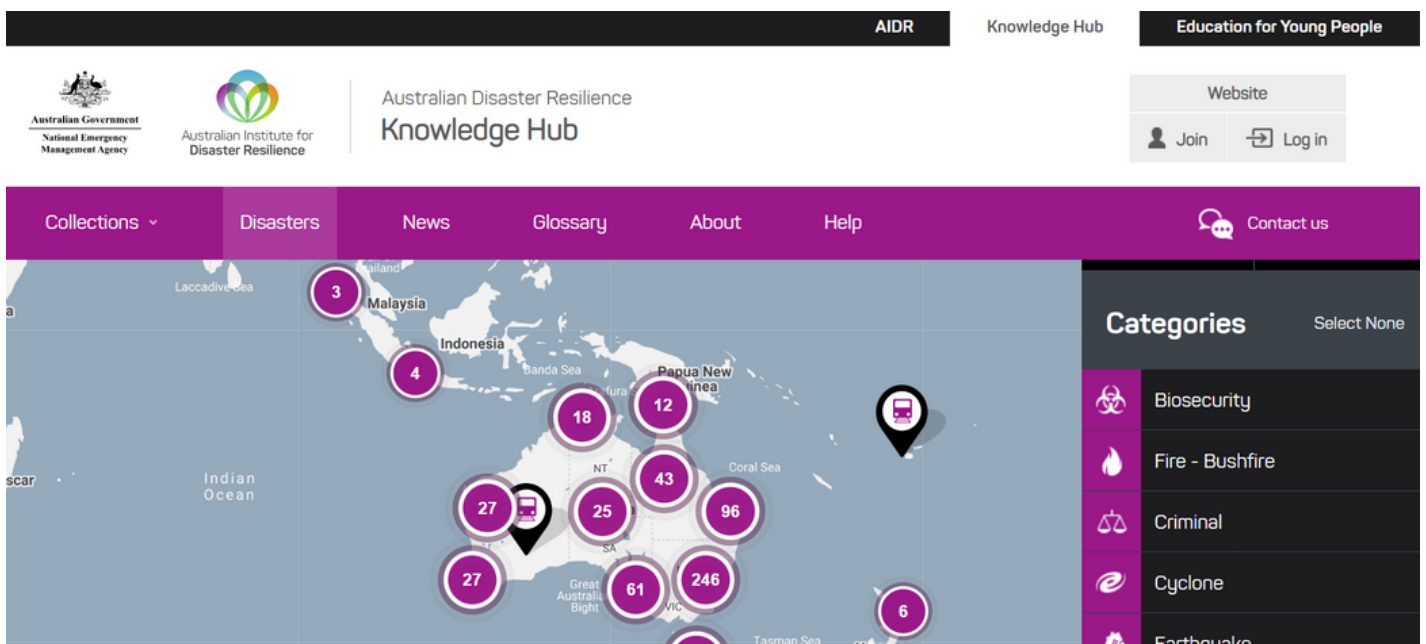 AIDR
Knowledge Hub
Education for Young People
Australian Government
National Emergency
Management Agency
Australian Institute for
Disaster Resilience
Australian Disaster Resilience
Knowledge Hub
Website
Join
Log in
Collections
Disasters
News
Glossary
About
Help
Contact us
Thailand
Laccadive Sea
3
Malaysia
Indonesia
4
Banda Sea
Papua New
Guinea
18
12
Indian
Ocean
NT
43
Coral Sea
27
25
96
SA
27
Great
Australian
Bight
61
246
VIC
6
Tasman Sea
Categories
Select None
Biosecurity
Fire - Bushfire
Criminal
Cyclone
Earthquake